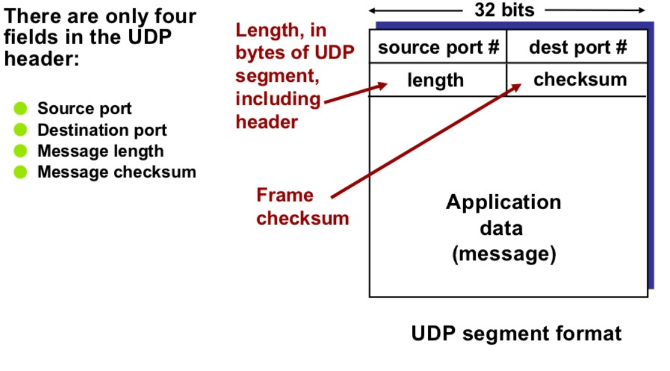 There are only four
fields in the UDP
header:
Source port
Destination port
Message length
Message checksum
Length, in
bytes of UDP
segment,
including
header
Frame
checksum
32 bits
source port #
dest port #
length
checksum
Application
data
(message)
UDP segment format